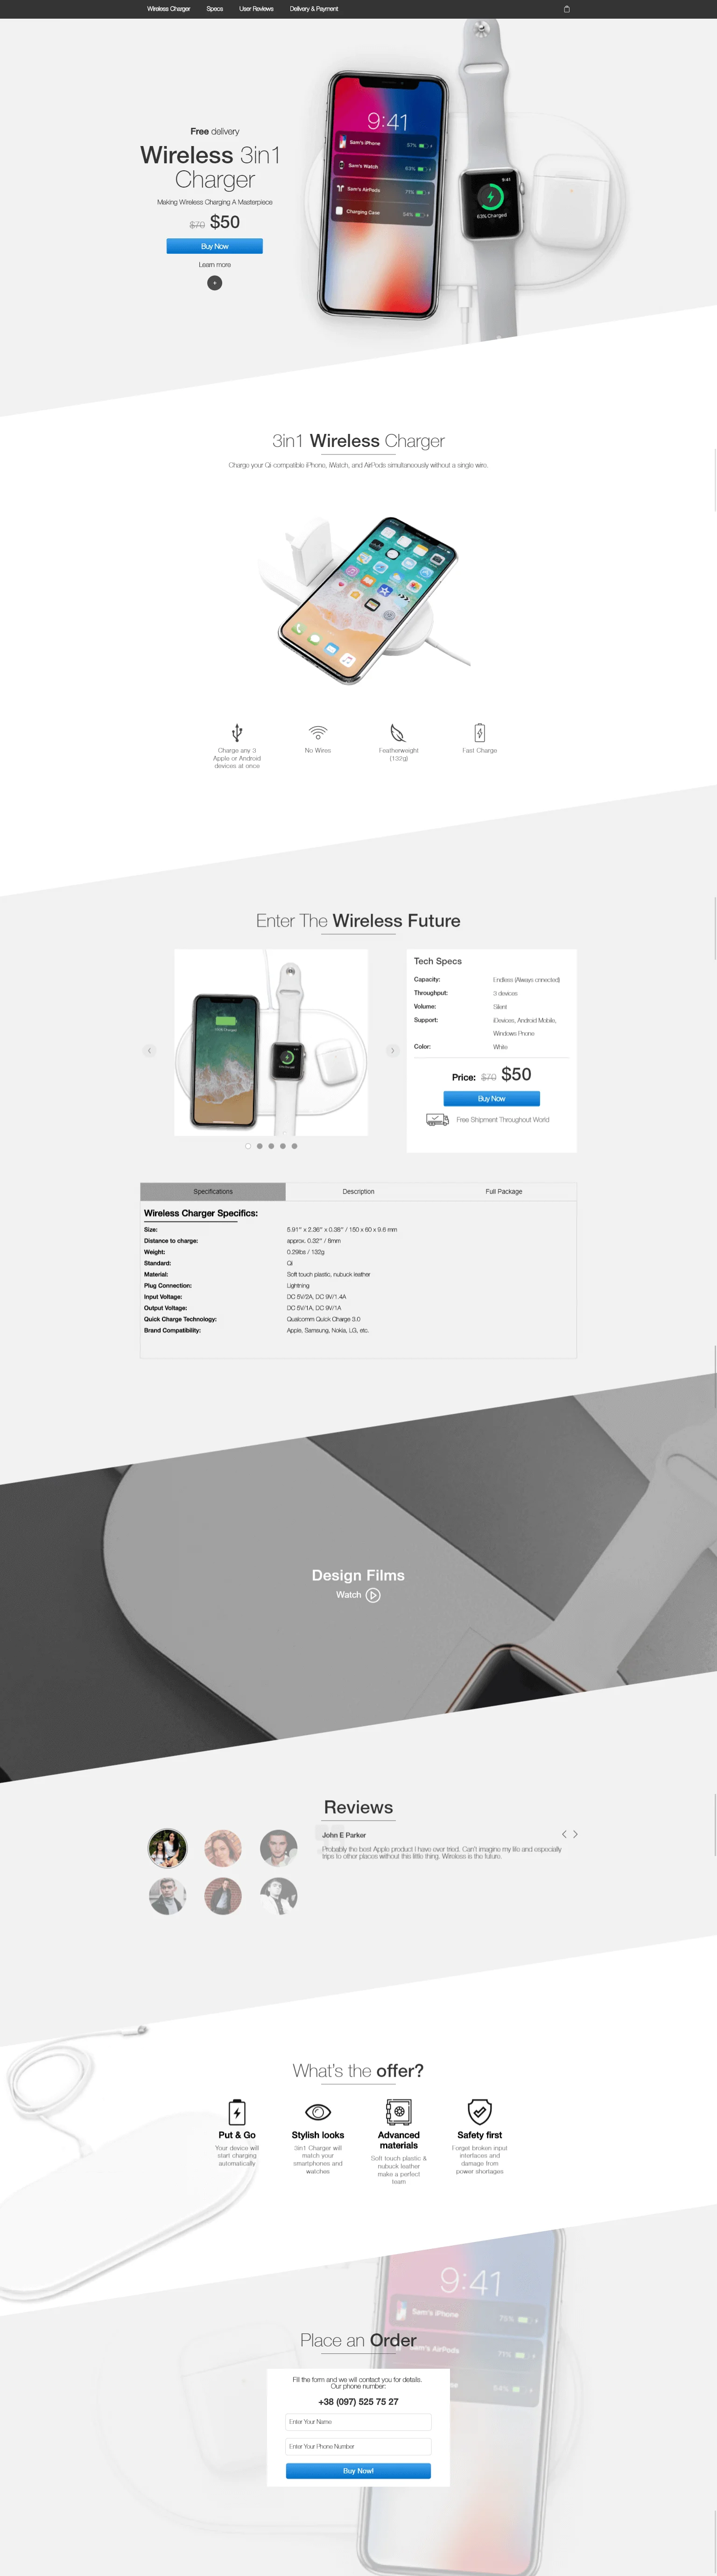 Wireless Charger
Specs
User Reviews
Delivery & Payment
Free delivery
Wireless 3in1
Charger
Making Wireless Charging A Masterpiece
$70 $50
Buy Now
Learn more
+
9:41
Sam's iPhone 57%
Sam's Watch 63%
Sam's AirPods 71%
Charging Case 54%
9:41
63% Charged
3in1 Wireless Charger
Charge your Qi compatible iPhone, iWatch, and AirPods simultaneously without a single wire.
Charge any 3
Apple or Android
devices at once
No Wires
Featherweight
(132g)
Fast Charge
Enter The Wireless Future
Tech Specs
Capacity: Endless (Always cnnected)
Throughput: 3 devices
Volume: Silent
Support: iDevices, Android Mobile,
Windows Phone
Color: White
Price: $70 $50
Buy Now
Free Shipment Throughout World
Specifications
Description
Full Package
Wireless Charger Specifics:
Size: 5.91" x 2.36" x 0.38" / 150 x 60 x 9.6 mm
Distance to charge: approx. 0.32" / 8mm
Weight: 0.29lbs / 132g
Standard: Qi
Material: Soft touch plastic, nubuck leather
Plug Connection: Lightning
Input Voltage: DC 5V/2A, DC 9V/1.4A
Output Voltage: DC 5V/1A, DC 9V/1A
Quick Charge Technology: Qualcomm Quick Charge 3.0
Brand Compatibility: Apple, Samsung, Nokia, LG, etc.
Design Films
Watch
Reviews
John E Parker
Probably the best Apple product I have ever tried. Can't imagine my life and especially
trips to other places without this little thing. Wireless is the future.
What's the offer?
Put & Go
Your device will
start charging
automatically
Stylish looks
3in1 Charger will
match your
smartphones and
watches
Advanced
materials
Soft touch plastic &
nubuck leather
make a perfect
team
Safety first
Forget broken input
interfaces and
damage from
power shortages
9:41
Sam's iPhone
Sam's AirPods
Place an Order
Fill the form and we will contact you for details.
Our phone number:
+38 (097) 525 75 27
Enter Your Name
Enter Your Phone Number
Buy Now!